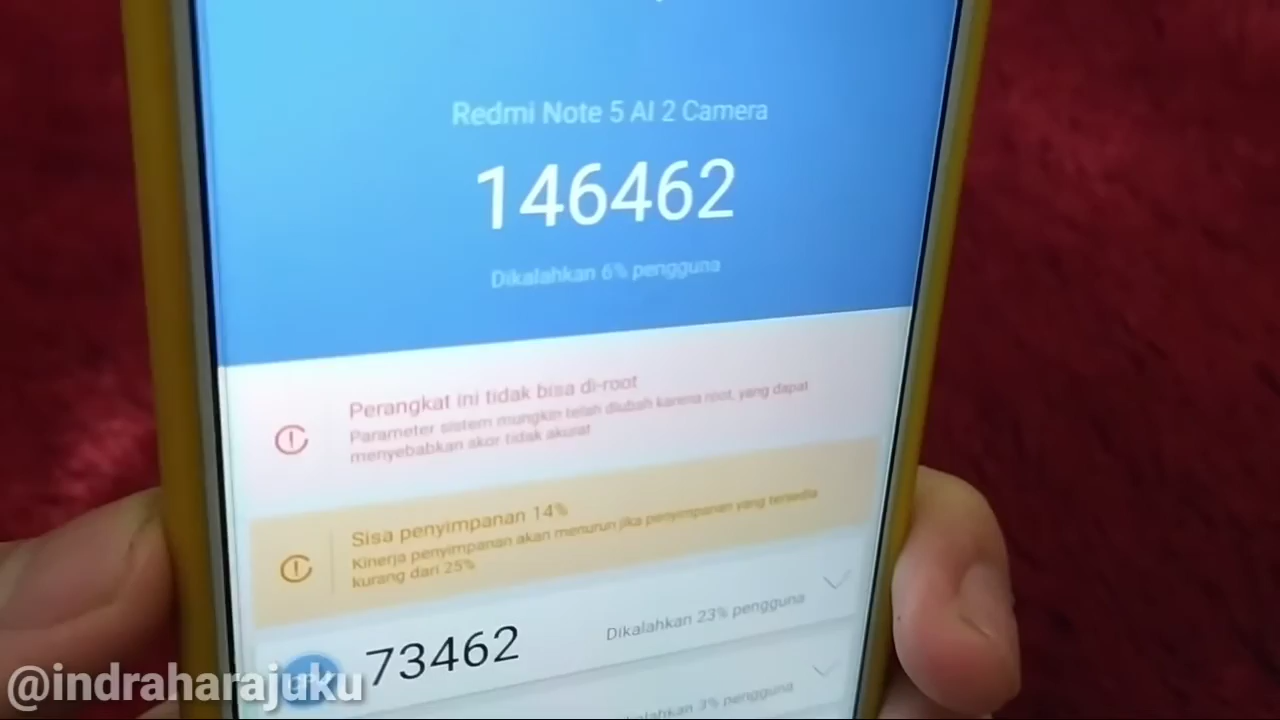 Redmi Note 5 AI 2 Camera
146462
Dikalahkan 6% pengguna
Perangkat ini tidak bisa di-root
Parameter sistem mungkin telah diubah karena root, yang dapat
menyebabkan skor tidak akurat
Sisa penyimpanan 14%
Kinerja penyimpanan akan menurun jika penyimpanan yang tersedia
kurang dari 25%
73462
Dikalahkan 23% pengguna
3% pengguna
@indraharajuku